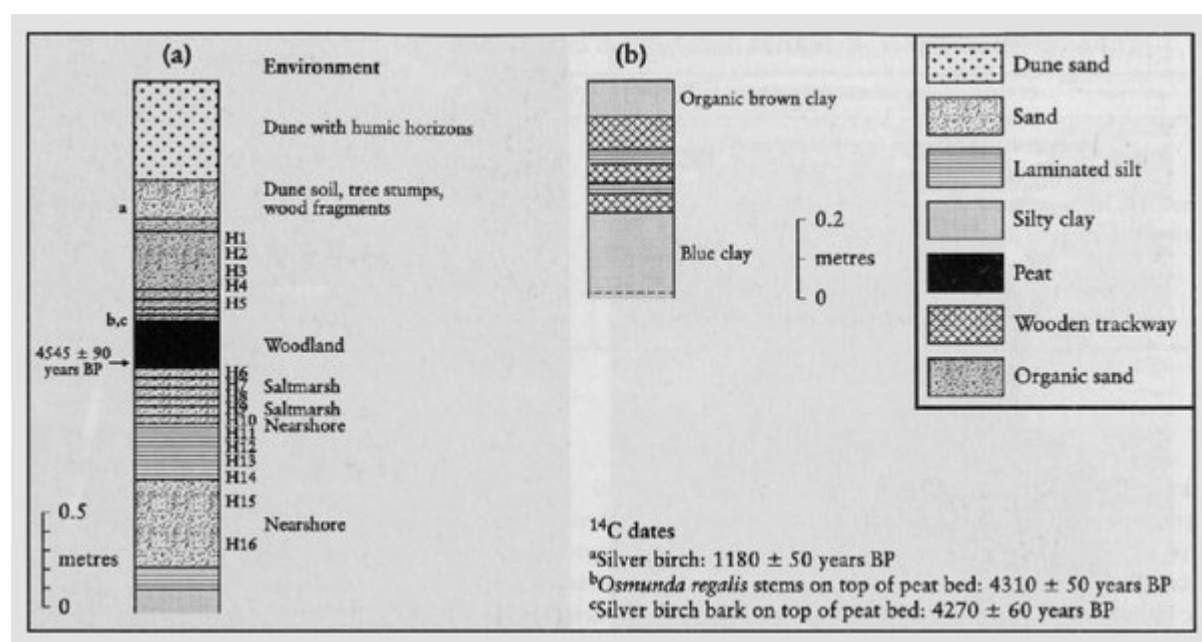 (a)
Environment
Dune with humic horizons
Dune soil, tree stumps,
wood fragments
a
H1
H2
H3
H4
H5
b,c
Woodland
4545 ± 90
years BP
H6
H7
Saltmarsh
H8
H9
Saltmarsh
H10
Nearshore
H11
H12
H13
H14
H15
Nearshore
H16
0.5
metres
0
(b)
Organic brown clay
Blue clay
0.2
metres
0
Dune sand
Sand
Laminated silt
Silty clay
Peat
Wooden trackway
Organic sand
14C dates
aSilver birch: 1180 ± 50 years BP
bOsmunda regalis stems on top of peat bed: 4310 ± 50 years BP
cSilver birch bark on top of peat bed: 4270 ± 60 years BP